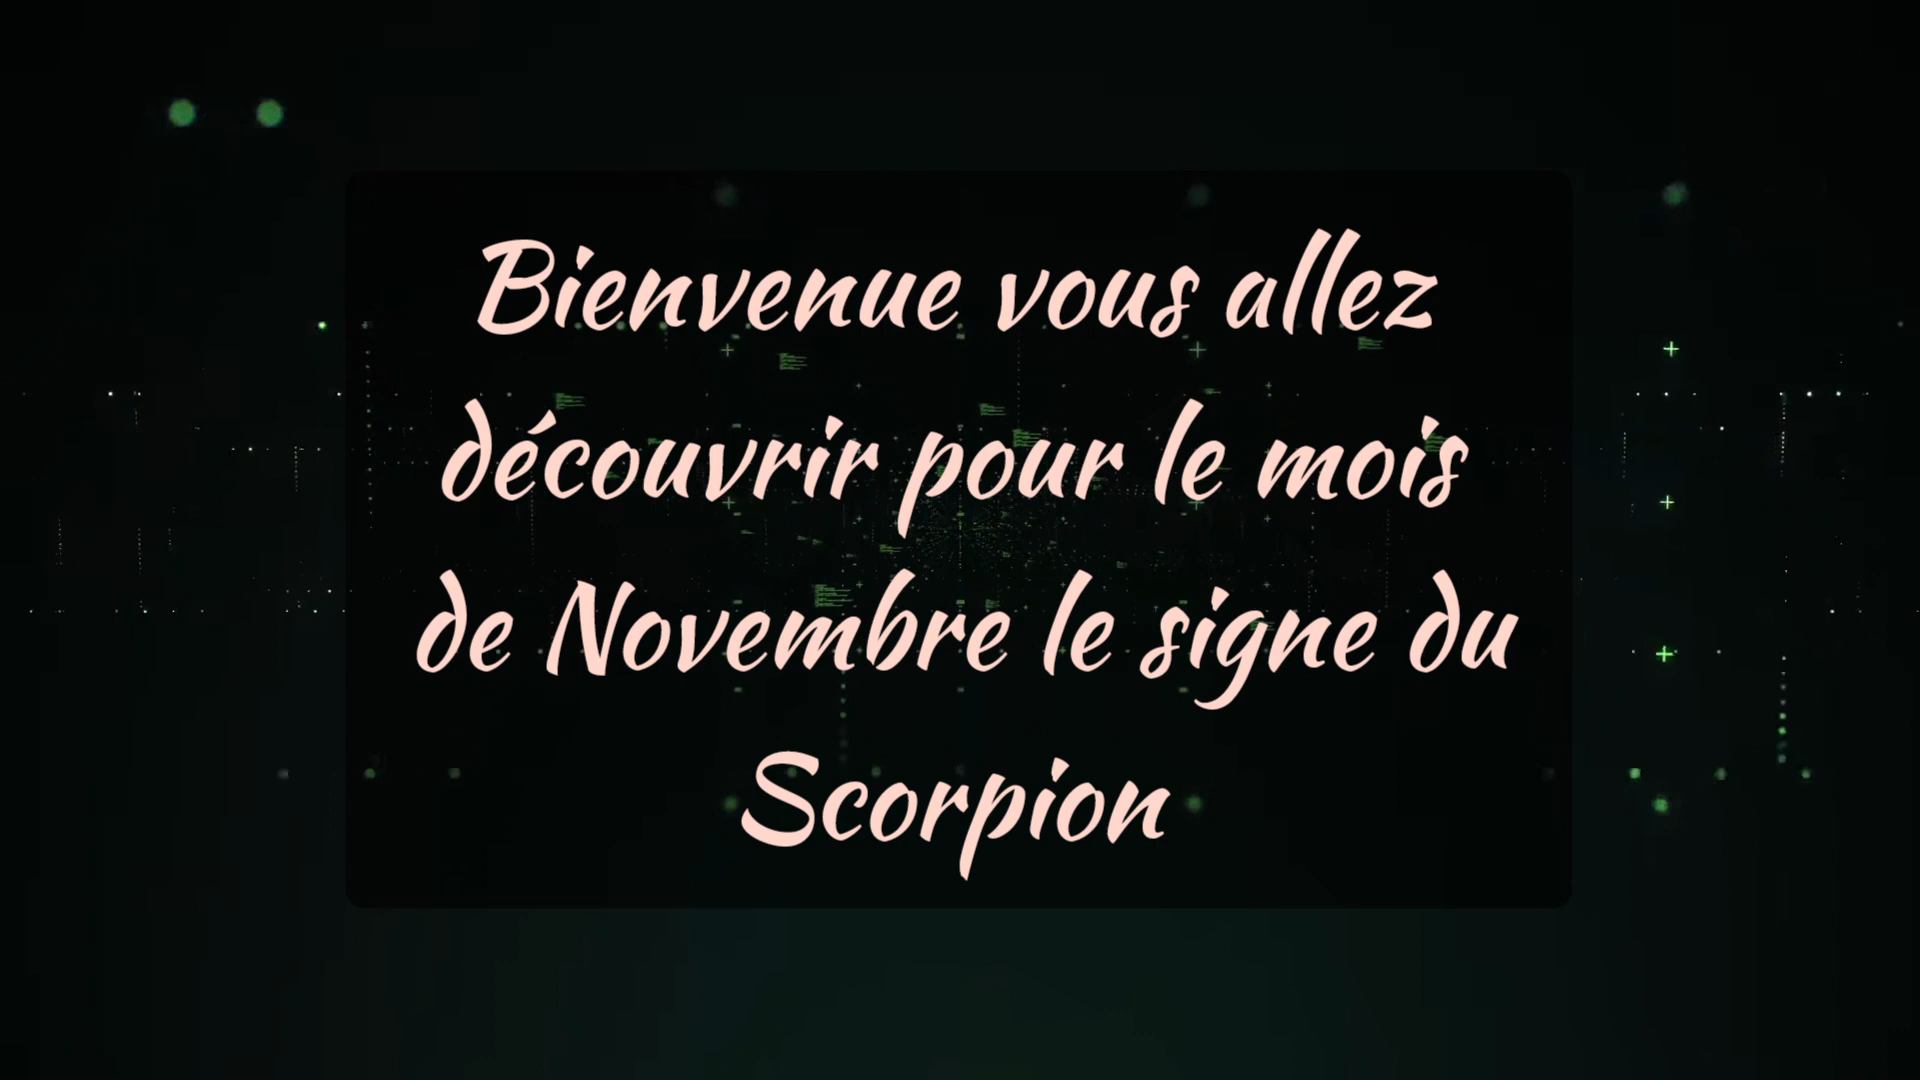 Bienvenue vous allez
découvrir pour le mois
de Novembre le signe du
Scorpion